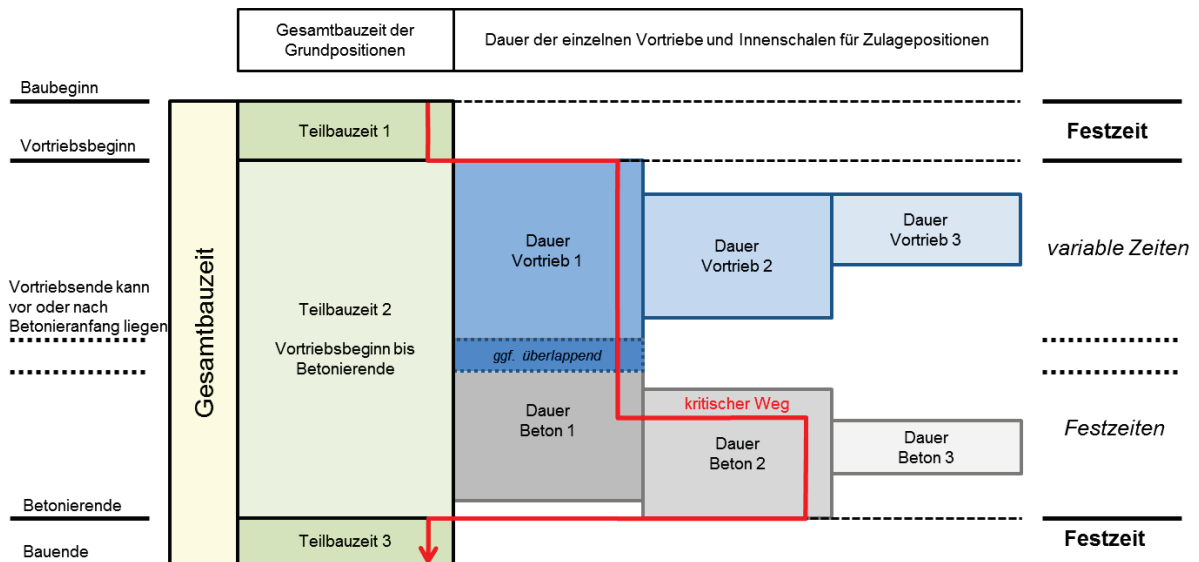 Gesamtbauzeit der
Grundpositionen
Dauer der einzelnen Vortriebe und Innenschalen für Zulagepositionen
Baubeginn
Teilbauzeit 1
Festzeit
Vortriebsbeginn
Gesamtbauzeit
Dauer
Vortrieb 1
Dauer
Vortrieb 2
Dauer
Vortrieb 3
variable Zeiten
Vortriebsende kann
vor oder nach
Betonieranfang liegen
Teilbauzeit 2
Vortriebsbeginn bis
Betonierende
ggf. überlappend
kritischer Weg
Dauer
Beton 1
Dauer
Beton 2
Dauer
Beton 3
Festzeiten
Betonierende
Teilbauzeit 3
Festzeit
Bauende